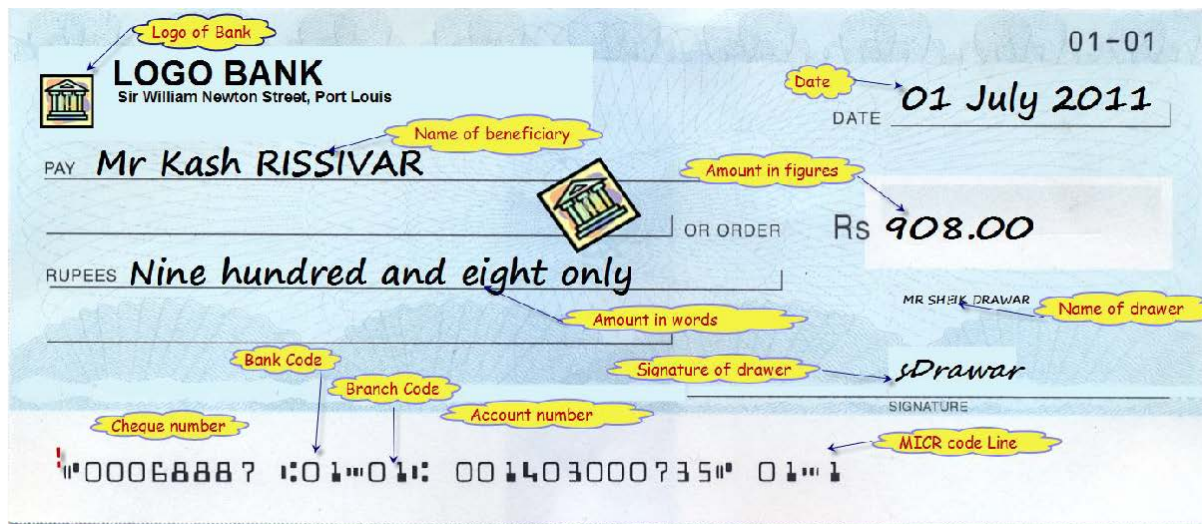 Logo of Bank
01-01
LOGO BANK
Sir William Newton Street, Port Louis
Date
DATE 01 July 2011
Name of beneficiary
PAY Mr Kash RISSIVAR
Amount in figures
OR ORDER
Rs 908.00
RUPEES Nine hundred and eight only
MR SHEIK DRAWAR
Name of drawer
Amount in words
Bank Code
Signature of drawer
sDrawar
Branch Code
SIGNATURE
Account number
Cheque number
MICR code Line
⑈00068887 ⑆01⑉01⑆ 001403000735⑈ 01⑉1